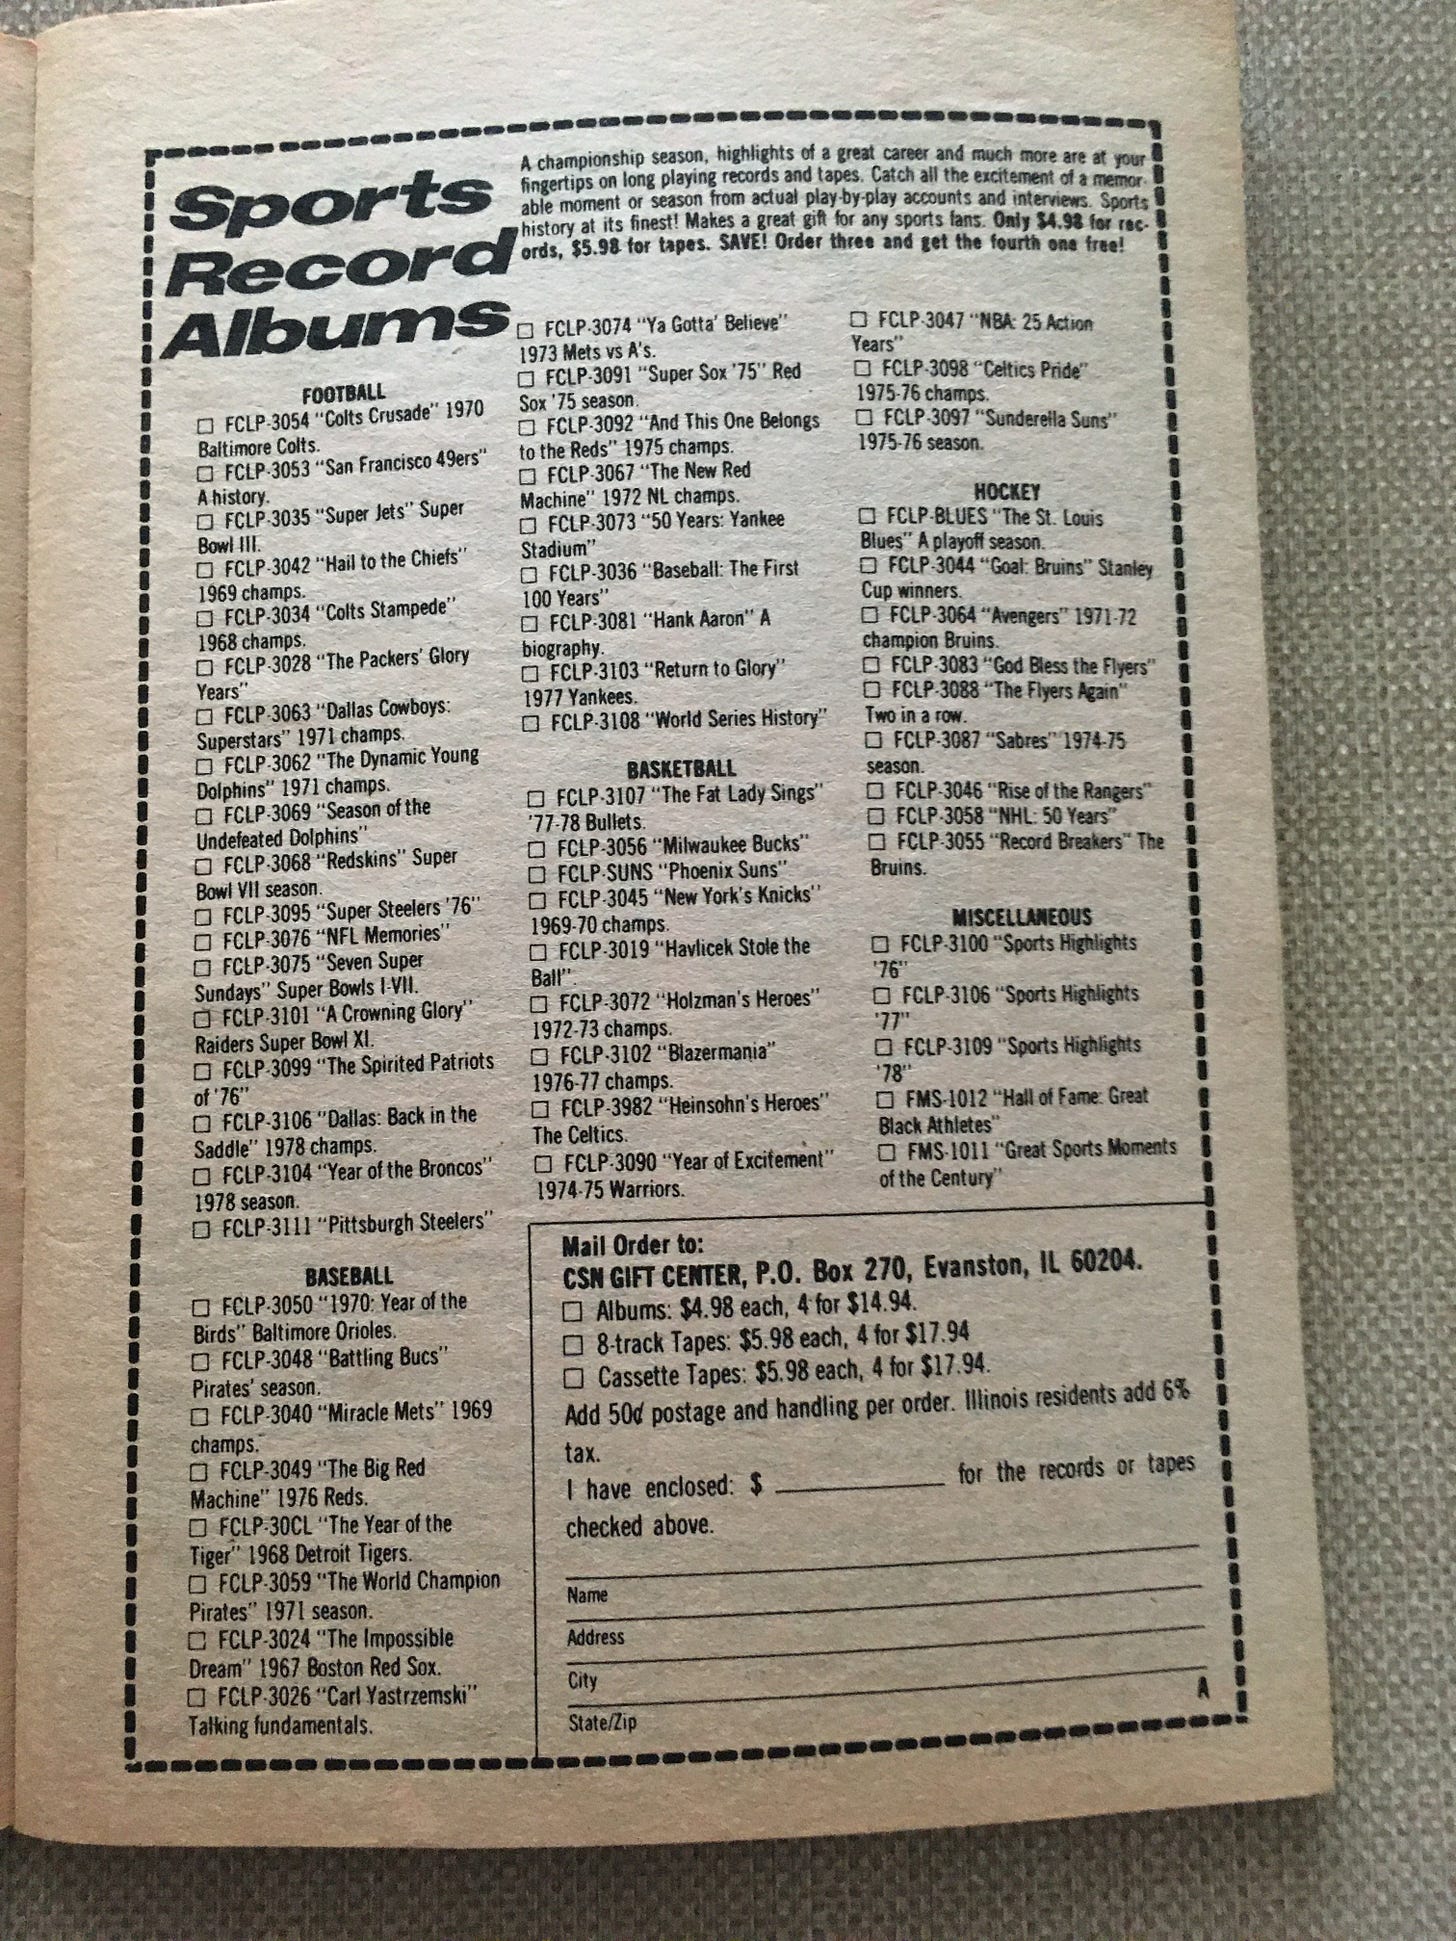 Sports
Record
Albums
A championship season, highlights of a great career and much more are at your
fingertips on long playing records and tapes. Catch all the excitement of a memor-
able moment or season from actual play-by-play accounts and interviews. Sports
history at its finest! Makes a great gift for any sports fans. Only $4.98 for rec-
ords, $5.98 for tapes. SAVE! Order three and get the fourth one free!
FOOTBALL
☐ FCLP-3054 "Colts Crusade" 1970
Baltimore Colts.
☐ FCLP-3053 "San Francisco 49ers"
A history.
☐ FCLP-3035 "Super Jets" Super
Bowl III.
☐ FCLP-3042 "Hail to the Chiefs"
1969 champs.
☐ FCLP-3034 "Colts Stampede"
1968 champs.
☐ FCLP-3028 "The Packers' Glory
Years"
☐ FCLP-3063 "Dallas Cowboys:
Superstars" 1971 champs.
☐ FCLP-3062 "The Dynamic Young
Dolphins" 1971 champs.
☐ FCLP-3069 "Season of the
Undefeated Dolphins"
☐ FCLP-3068 "Redskins" Super
Bowl VII season.
☐ FCLP-3095 "Super Steelers '76"
☐ FCLP-3076 "NFL Memories"
☐ FCLP-3075 "Seven Super
Sundays" Super Bowls I-VII.
☐ FCLP-3101 "A Crowning Glory"
Raiders Super Bowl XI.
☐ FCLP-3099 "The Spirited Patriots
of '76"
☐ FCLP-3106 "Dallas: Back in the
Saddle" 1978 champs.
☐ FCLP-3104 "Year of the Broncos"
1978 season.
☐ FCLP-3111 "Pittsburgh Steelers"
BASEBALL
☐ FCLP-3050 "1970: Year of the
Birds" Baltimore Orioles.
☐ FCLP-3048 "Battling Bucs"
Pirates' season.
☐ FCLP-3040 "Miracle Mets" 1969
champs.
☐ FCLP-3049 "The Big Red
Machine" 1976 Reds.
☐ FCLP-30CL "The Year of the
Tiger" 1968 Detroit Tigers.
☐ FCLP-3059 "The World Champion
Pirates" 1971 season.
☐ FCLP-3024 "The Impossible
Dream" 1967 Boston Red Sox.
☐ FCLP-3026 "Carl Yastrzemski"
Talking fundamentals.
☐ FCLP-3074 "Ya Gotta' Believe"
1973 Mets vs A's.
☐ FCLP-3091 "Super Sox '75" Red
Sox '75 season.
☐ FCLP-3092 "And This One Belongs
to the Reds" 1975 champs.
☐ FCLP-3067 "The New Red
Machine" 1972 NL champs.
☐ FCLP-3073 "50 Years: Yankee
Stadium"
☐ FCLP-3036 "Baseball: The First
100 Years"
☐ FCLP-3081 "Hank Aaron" A
biography.
☐ FCLP-3103 "Return to Glory"
1977 Yankees.
☐ FCLP-3108 "World Series History"
BASKETBALL
☐ FCLP-3107 "The Fat Lady Sings"
'77-78 Bullets.
☐ FCLP-3056 "Milwaukee Bucks"
☐ FCLP-SUNS "Phoenix Suns"
☐ FCLP-3045 "New York's Knicks"
1969-70 champs.
☐ FCLP-3019 "Havlicek Stole the
Ball".
☐ FCLP-3072 "Holzman's Heroes"
1972-73 champs.
☐ FCLP-3102 "Blazermania"
1976-77 champs.
☐ FCLP-3982 "Heinsohn's Heroes"
The Celtics.
☐ FCLP-3090 "Year of Excitement"
1974-75 Warriors.
☐ FCLP-3047 "NBA: 25 Action
Years"
☐ FCLP-3098 "Celtics Pride"
1975-76 champs.
☐ FCLP-3097 "Sunderella Suns"
1975-76 season.
HOCKEY
☐ FCLP-BLUES "The St. Louis
Blues" A playoff season.
☐ FCLP-3044 "Goal: Bruins" Stanley
Cup winners.
☐ FCLP-3064 "Avengers" 1971-72
champion Bruins.
☐ FCLP-3083 "God Bless the Flyers"
☐ FCLP-3088 "The Flyers Again"
Two in a row.
☐ FCLP-3087 "Sabres" 1974-75
season.
☐ FCLP-3046 "Rise of the Rangers"
☐ FCLP-3058 "NHL: 50 Years"
☐ FCLP-3055 "Record Breakers" The
Bruins.
MISCELLANEOUS
☐ FCLP-3100 "Sports Highlights
'76"
☐ FCLP-3106 "Sports Highlights
'77"
☐ FCLP-3109 "Sports Highlights
'78"
☐ FMS-1012 "Hall of Fame: Great
Black Athletes"
☐ FMS-1011 "Great Sports Moments
of the Century"
Mail Order to:
CSN GIFT CENTER, P.O. Box 270, Evanston, IL 60204.
☐ Albums: $4.98 each, 4 for $14.94.
☐ 8-track Tapes: $5.98 each, 4 for $17.94
☐ Cassette Tapes: $5.98 each, 4 for $17.94.
Add 50¢ postage and handling per order. Illinois residents add 6%
tax.
I have enclosed: $ __________ for the records or tapes
checked above.
Name
Address
City
State/Zip
A